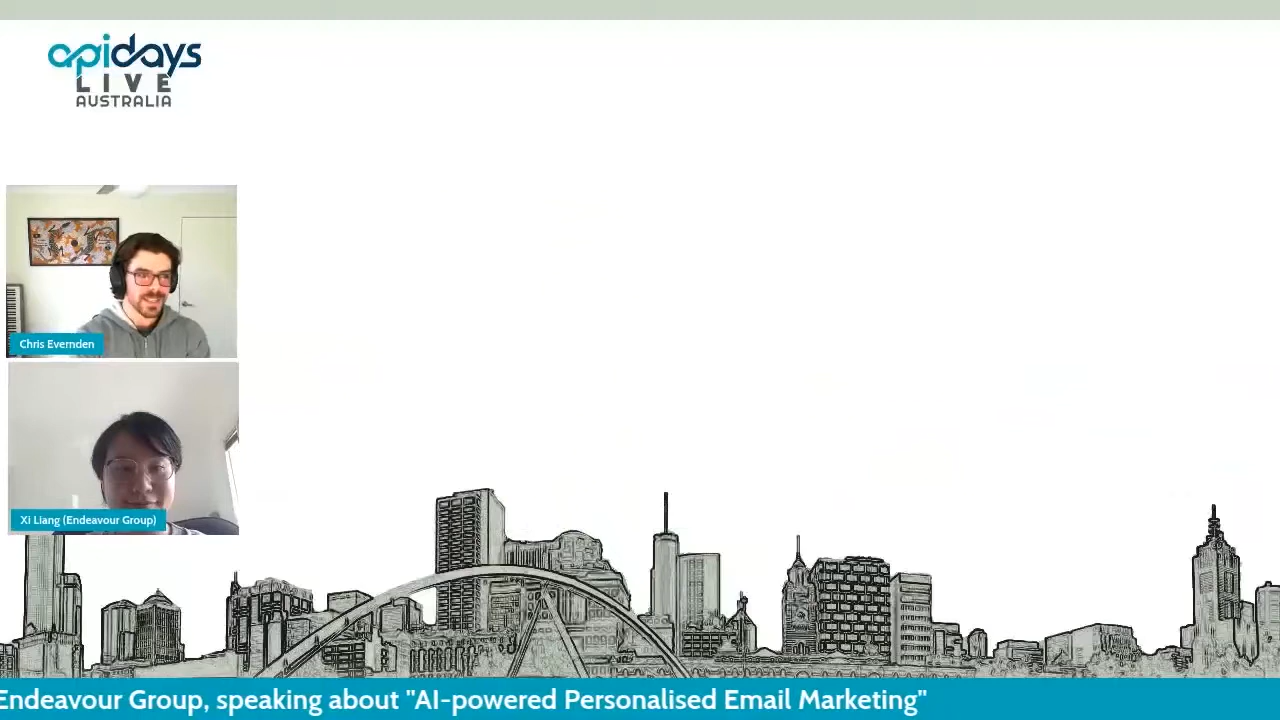 apidays
LIVE
AUSTRALIA
Chris Evernden
Xi Liang (Endeavour Group)
Endeavour Group, speaking about "AI-powered Personalised Email Marketing"